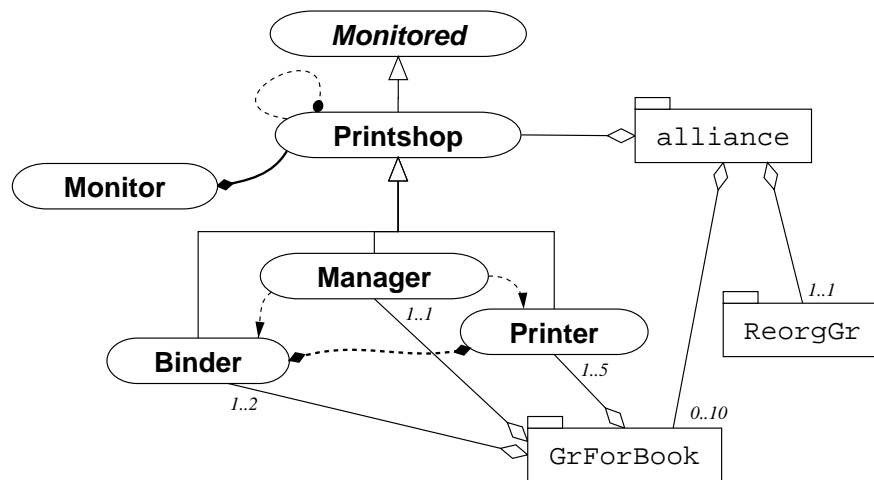 Monitored
Printshop
alliance
Monitor
Manager
1..1
1..1
Printer
ReorgGr
Binder
1..5
1..2
0..10
GrForBook